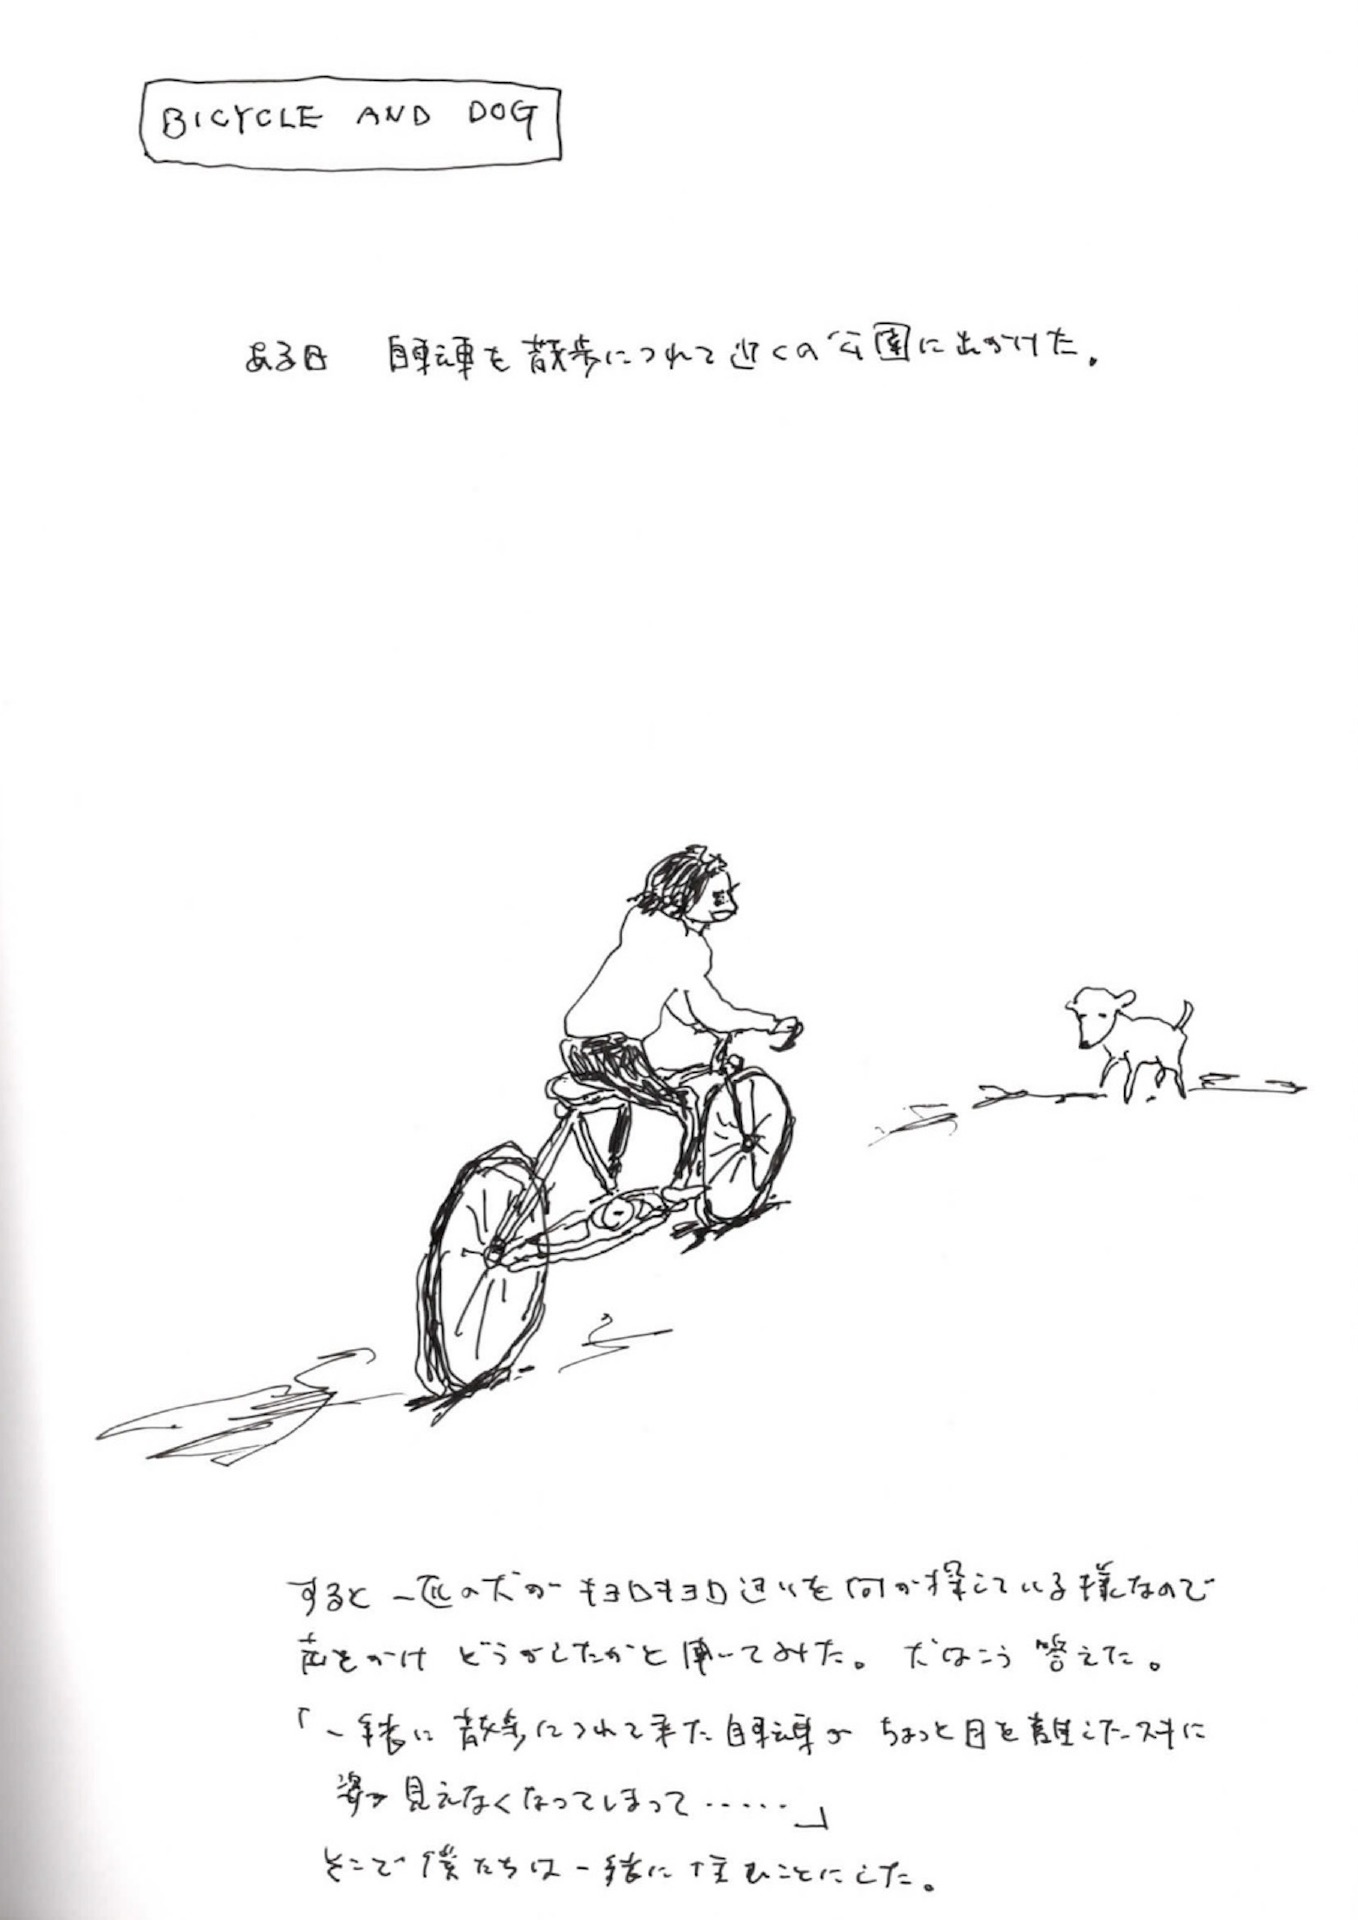 BICYCLE AND DOG
ある日　自転車を散歩につれて近くの公園に出かけた。
すると一匹の犬がキョロキョロ辺りを何か探している様なので
声をかけ どうかしたかと聞いてみた。 犬はこう答えた。
「一緒に散歩につれて来た自転車が ちょっと目を離したスキに
姿が見えなくなってしまって……」
そこで僕たちは一緒に住むことにした。